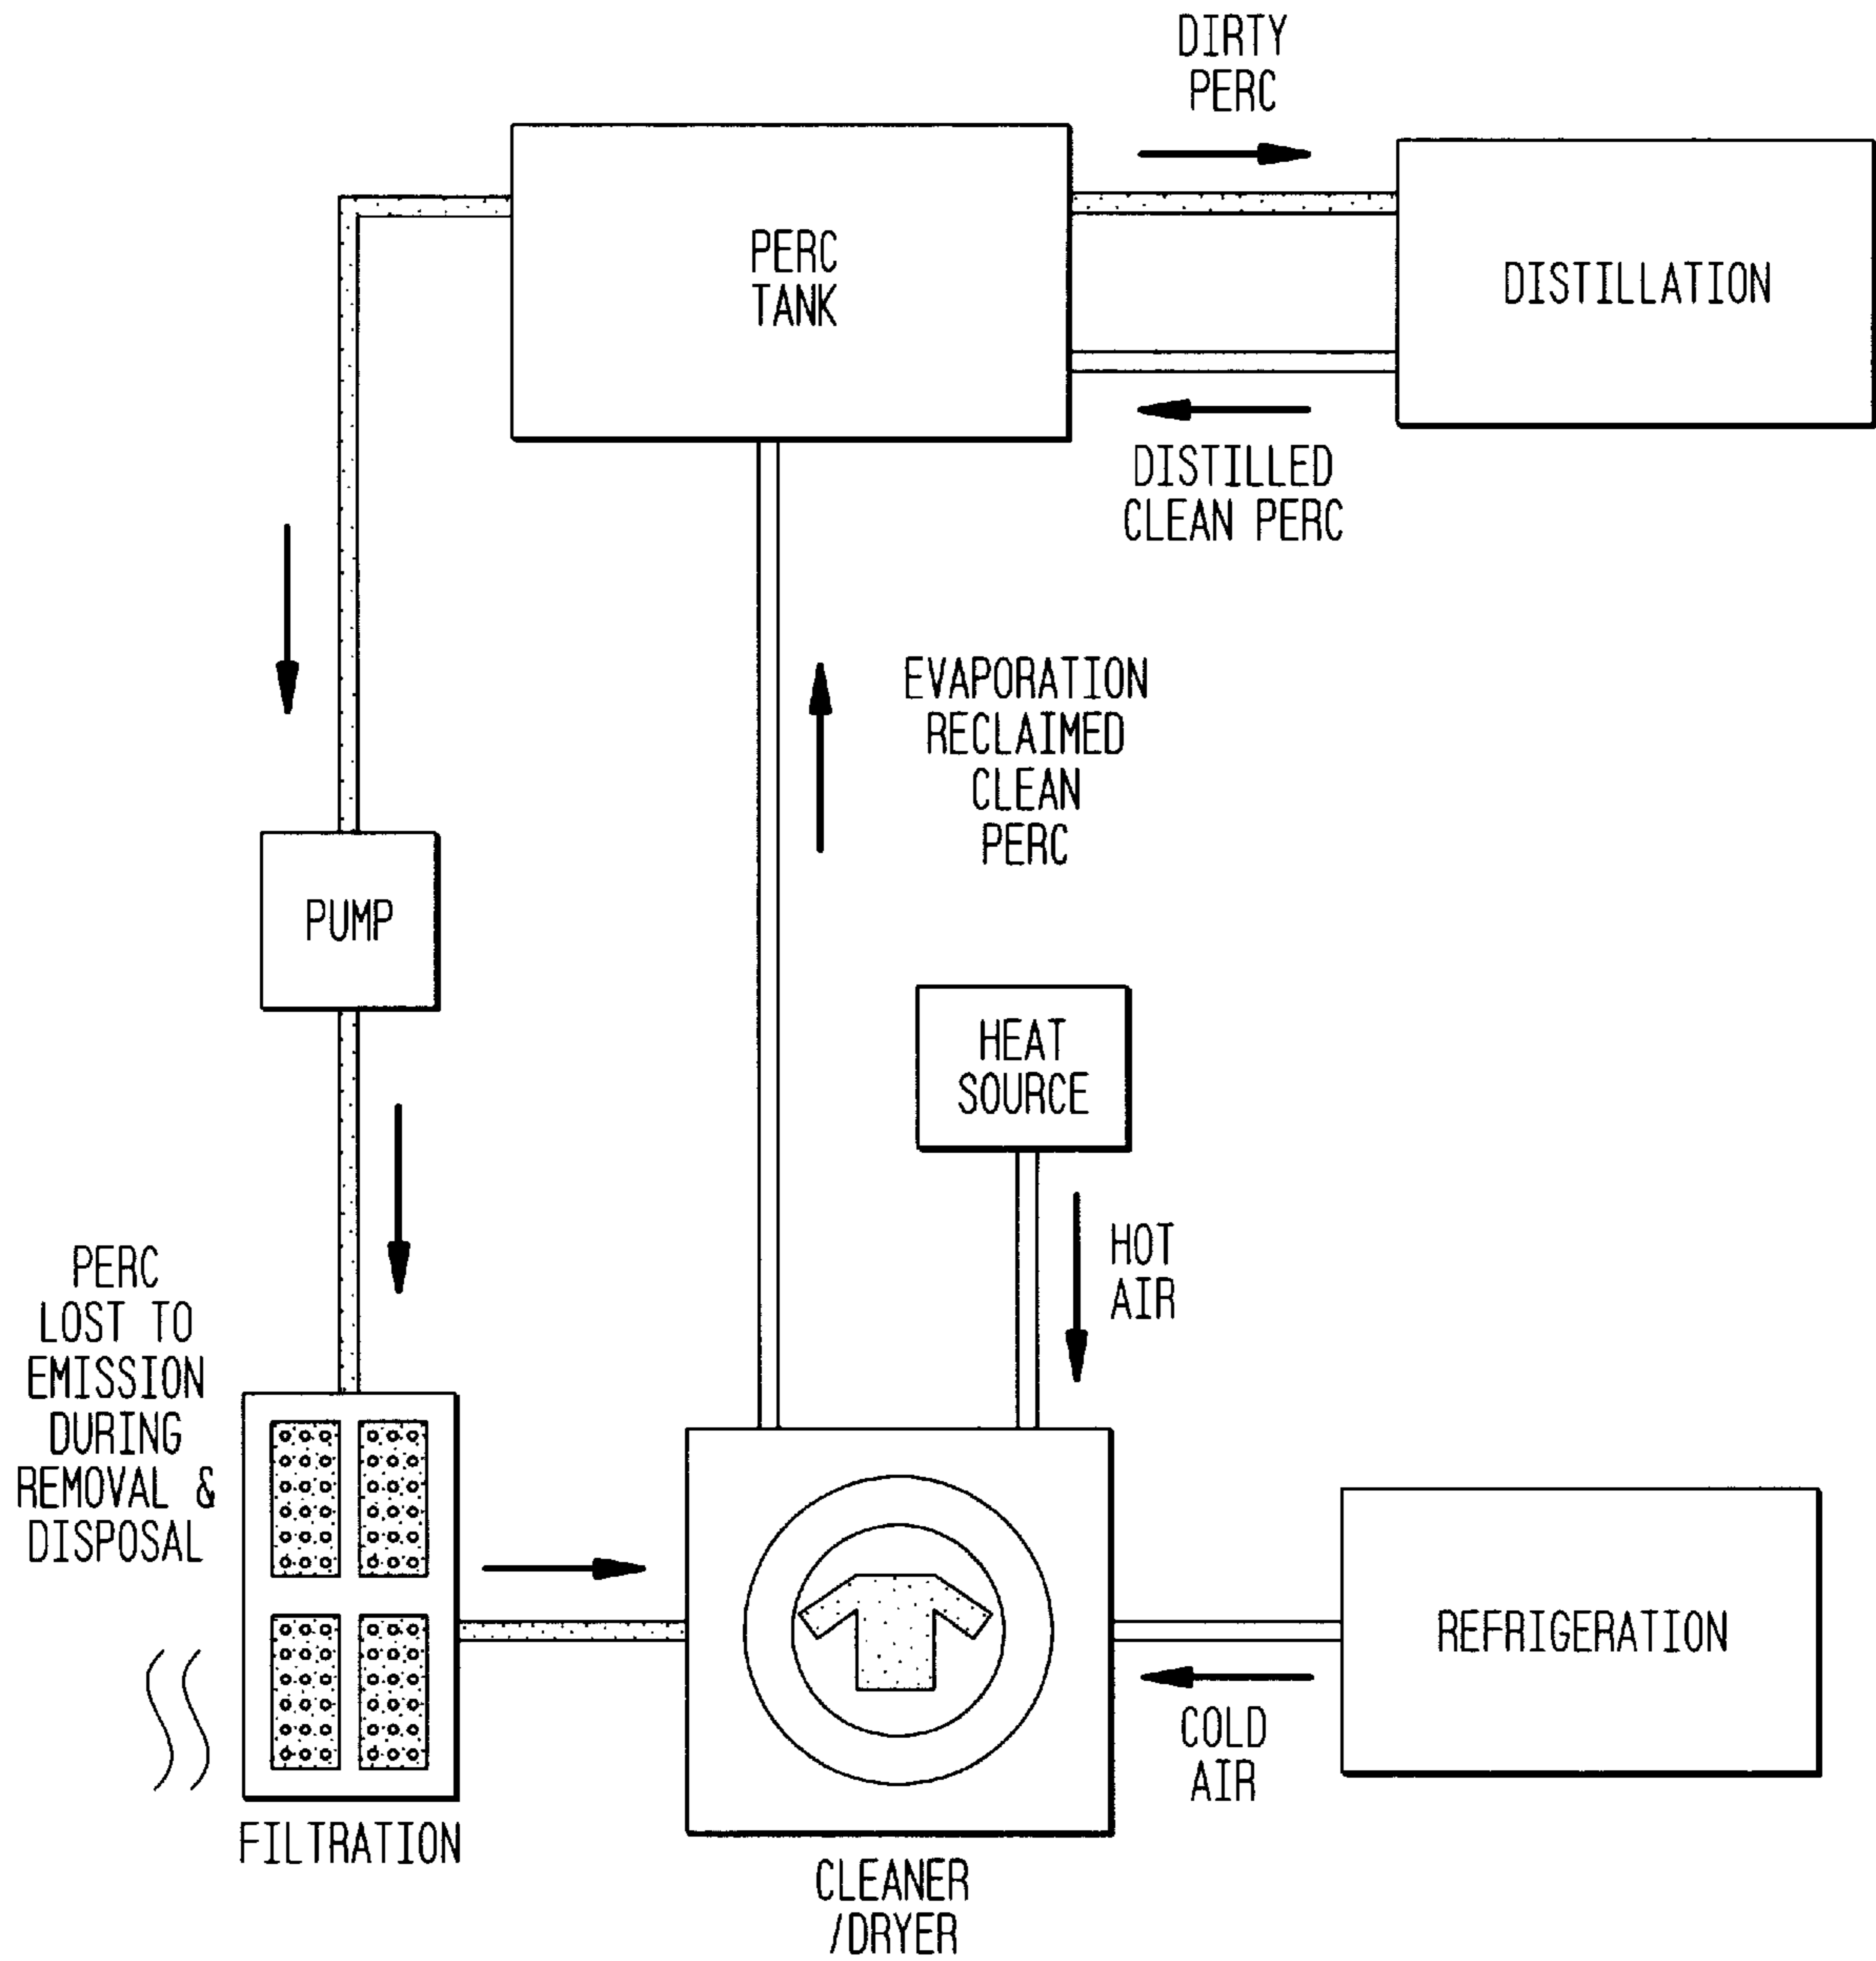 DIRTY
PERC
PERC
TANK
DISTILLATION
DISTILLED
CLEAN PERC
EVAPORATION
RECLAIMED
CLEAN
PERC
PUMP
HEAT
SOURCE
HOT
AIR
PERC
LOST TO
EMISSION
DURING
REMOVAL &
DISPOSAL
REFRIGERATION
COLD
AIR
FILTRATION
CLEANER
/DRYER